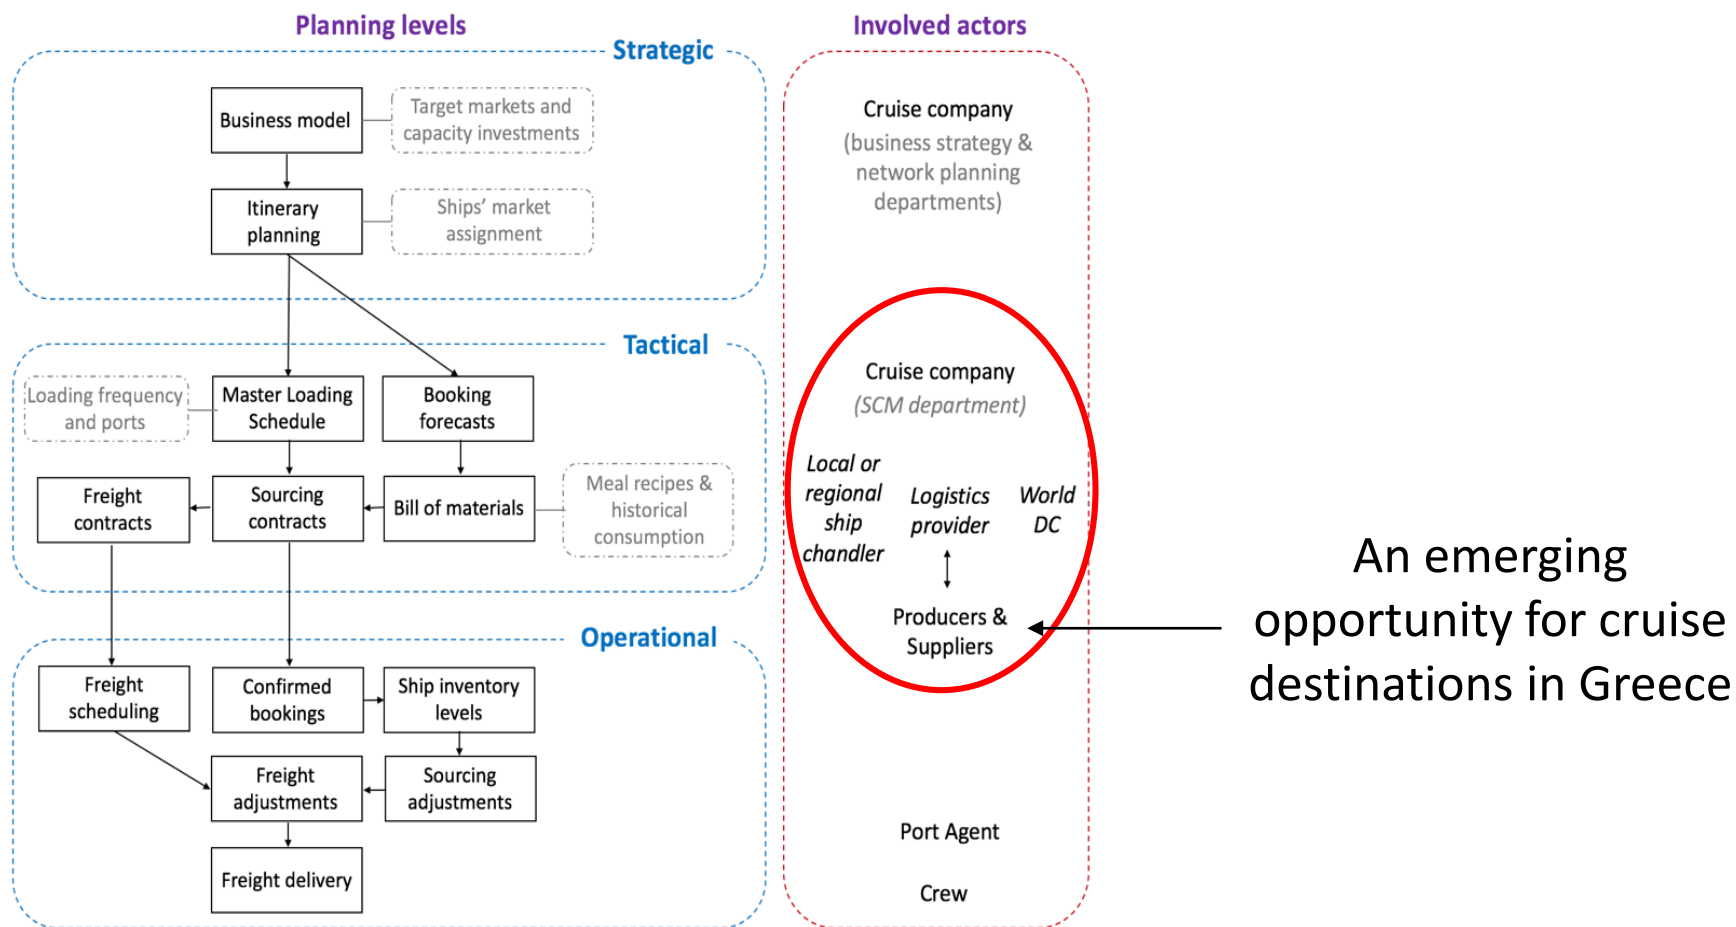 Planning levels
Involved actors
Strategic
Business model
Target markets and
capacity investments
Itinerary
planning
Ships' market
assignment
Cruise company
(business strategy &
network planning
departments)
Tactical
Loading frequency
and ports
Master Loading
Schedule
Booking
forecasts
Freight
contracts
Sourcing
contracts
Bill of materials
Meal recipes &
historical
consumption
Cruise company
(SCM department)
Local or
regional
ship
chandler
Logistics
provider
World
DC
Producers &
Suppliers
An emerging
opportunity for cruise
destinations in Greece
Operational
Freight
scheduling
Confirmed
bookings
Ship inventory
levels
Freight
adjustments
Sourcing
adjustments
Freight delivery
Port Agent
Crew